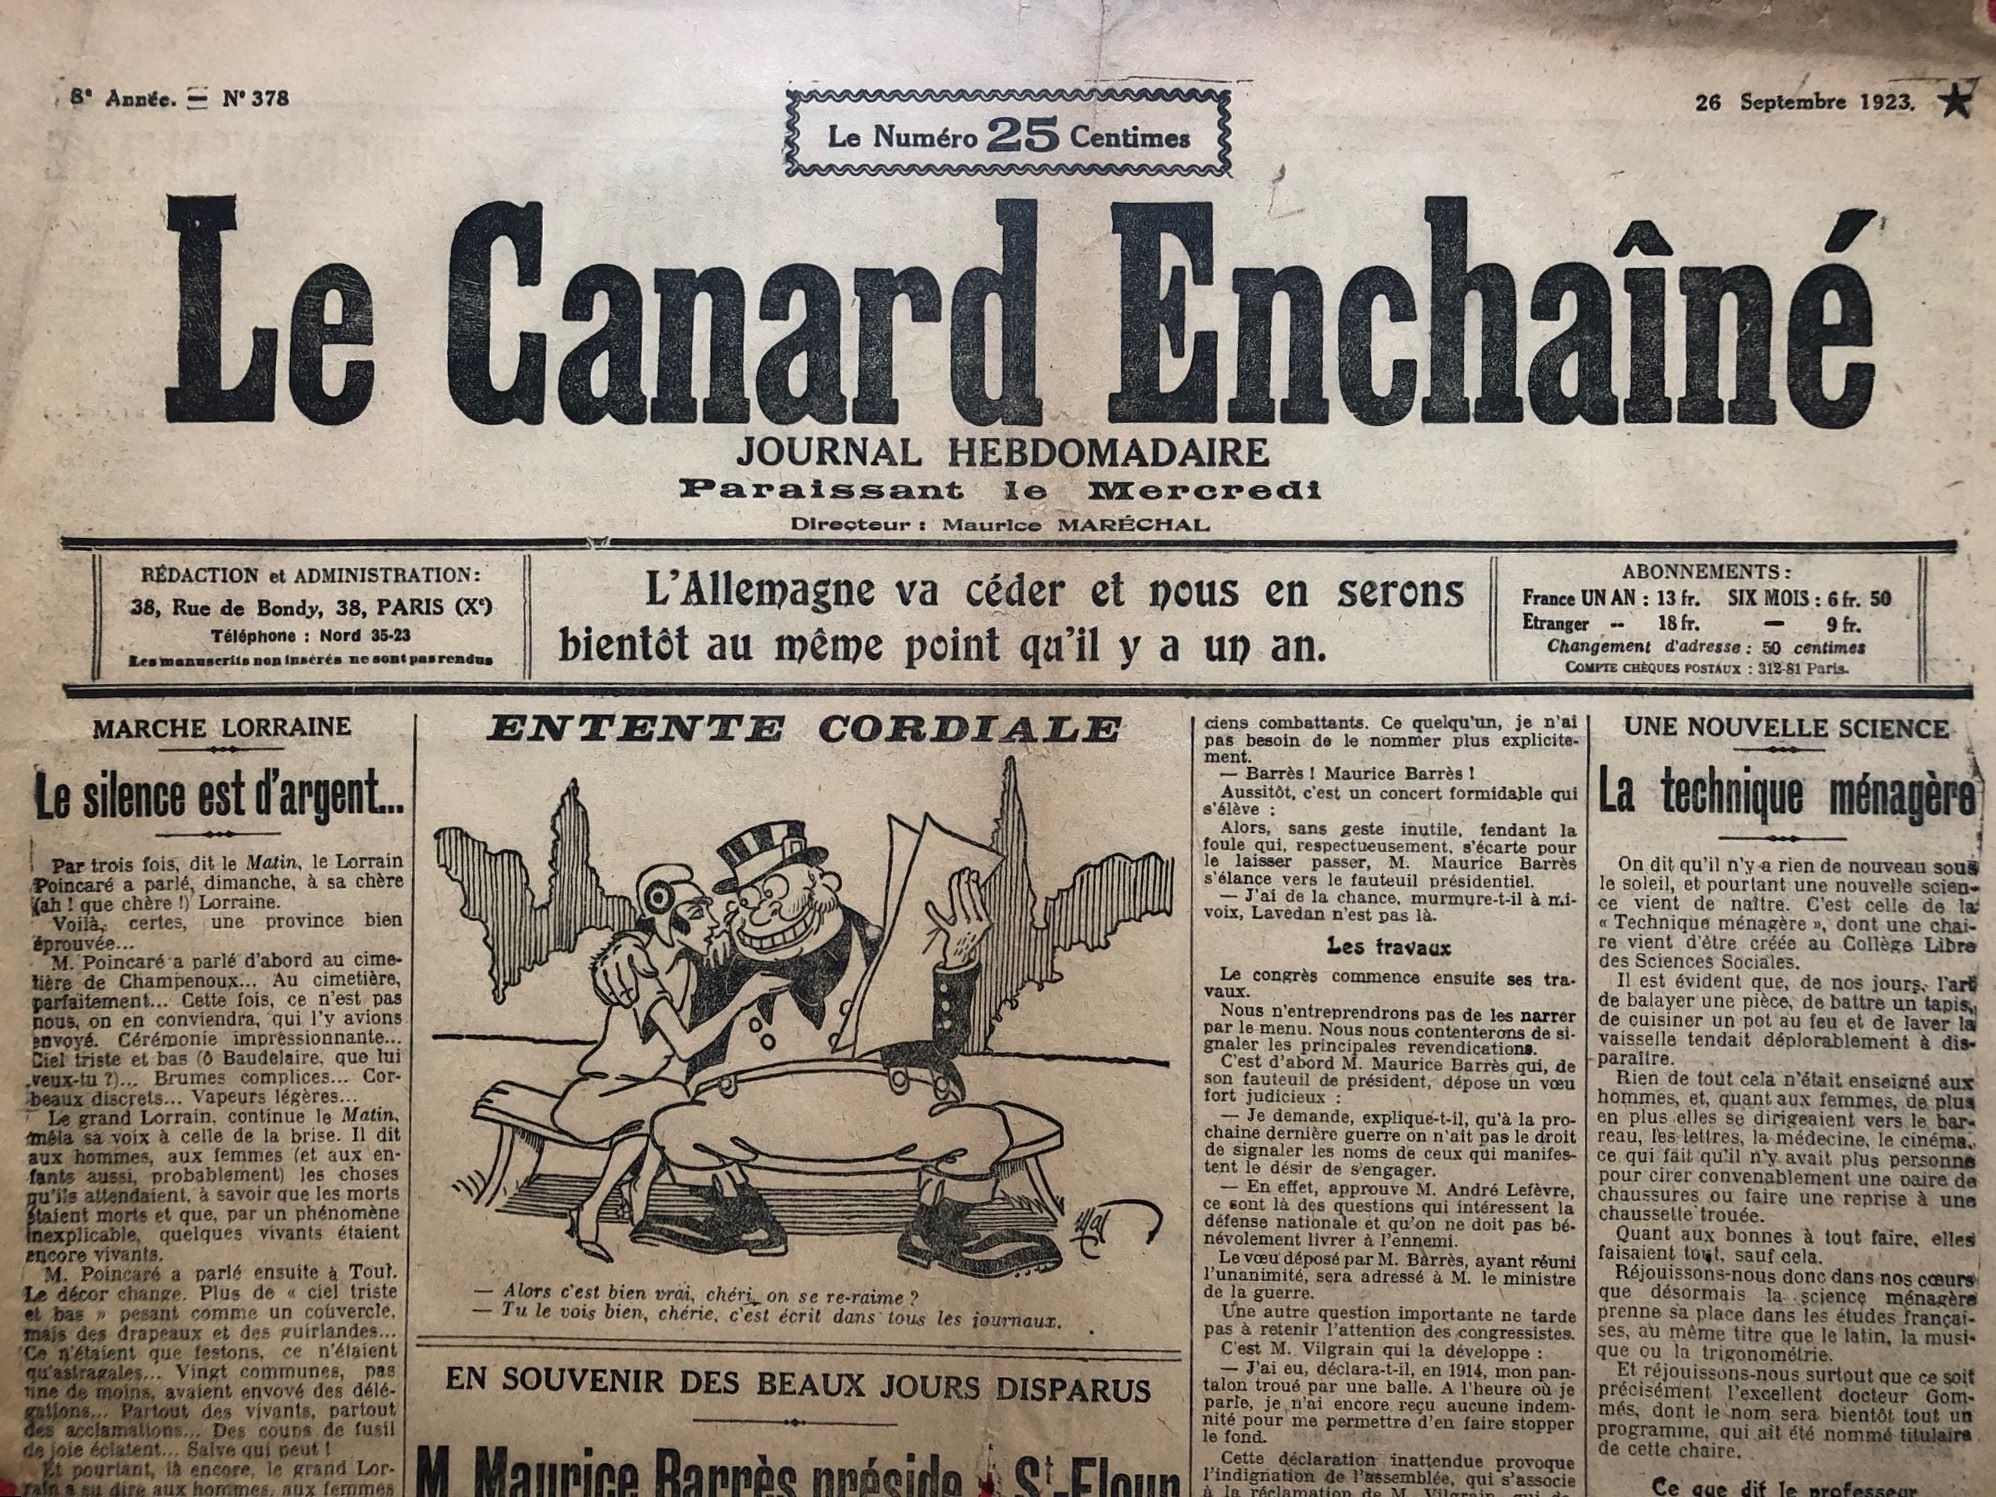 8e Année. — N° 378
26 Septembre 1923.
Le Numéro 25 Centimes
Le Canard Enchaîné
JOURNAL HEBDOMADAIRE
Paraissant le Mercredi
Directeur : Maurice MARÉCHAL
RÉDACTION et ADMINISTRATION:
38, Rue de Bondy, 38, PARIS (Xe)
Téléphone : Nord 35-23
Les manuscrits non insérés ne sont pas rendus
L'Allemagne va céder et nous en serons
bientôt au même point qu'il y a un an.
ABONNEMENTS:
France UN AN : 13 fr. SIX MOIS : 6 fr. 50
Etranger -- 18 fr. — 9 fr.
Changement d'adresse : 50 centimes
COMPTE CHÈQUES POSTAUX : 312-81 Paris.
MARCHE LORRAINE
Le silence est d'argent...
Par trois fois, dit le Matin, le Lorrain
Poincaré a parlé, dimanche, à sa chère
(ah ! que chère !) Lorraine.
Voilà, certes, une province bien
éprouvée...
M. Poincaré a parlé d'abord au cime-
tière de Champenoux... Au cimetière,
parfaitement... Cette fois, ce n'est pas
nous, on en conviendra, qui l'y avions
envoyé. Cérémonie impressionnante...
Ciel triste et bas (ô Baudelaire, que lui
veux-tu ?)... Brumes complices... Cor-
beaux discrets... Vapeurs légères...
Le grand Lorrain, continue le Matin,
mêla sa voix à celle de la brise. Il dit
aux hommes, aux femmes (et aux en-
fants aussi, probablement) les choses
qu'ils attendaient, à savoir que les morts
étaient morts et que, par un phénomène
inexplicable, quelques vivants étaient
encore vivants.
M. Poincaré a parlé ensuite à Toul.
Le décor change. Plus de « ciel triste
et bas » pesant comme un couvercle,
mais des drapeaux et des guirlandes...
Ce n'étaient que festons, ce n'étaient
qu'astragales... Vingt communes, pas
une de moins, avaient envoyé des délé-
gations... Partout des vivants, partout
des acclamations... Des coups de fusil
de joie éclatent... Salve qui peut !
Et pourtant, là encore, le grand Lor-
rain a su dire aux hommes, aux femmes
ENTENTE CORDIALE
— Alors c'est bien vrai, chéri, on se re-raime ?
— Tu le vois bien, chérie, c'est écrit dans tous les journaux.
EN SOUVENIR DES BEAUX JOURS DISPARUS
M. Maurice Barrès préside à St-Flour
ciens combattants. Ce quelqu'un, je n'ai
pas besoin de le nommer plus explicite-
ment.
— Barrès ! Maurice Barrès !
Aussitôt, c'est un concert formidable qui
s'élève :
Alors, sans geste inutile, fendant la
foule qui, respectueusement, s'écarte pour
le laisser passer, M. Maurice Barrès
s'élance vers le fauteuil présidentiel.
— J'ai de la chance, murmure-t-il à mi-
voix, Lavedan n'est pas là.
Les travaux
Le congrès commence ensuite ses tra-
vaux.
Nous n'entreprendrons pas de les narrer
par le menu. Nous nous contenterons de si-
gnaler les principales revendications.
C'est d'abord M. Maurice Barrès qui, de
son fauteuil de président, dépose un vœu
fort judicieux :
— Je demande, explique-t-il, qu'à la pro-
chaine dernière guerre on n'ait pas le droit
de signaler les noms de ceux qui manifes-
tent le désir de s'engager.
— En effet, approuve M. André Lefèvre,
ce sont là des questions qui intéressent la
défense nationale et qu'on ne doit pas bé-
névolement livrer à l'ennemi.
Le vœu déposé par M. Barrès, ayant réuni
l'unanimité, sera adressé à M. le ministre
de la guerre.
Une autre question importante ne tarde
pas à retenir l'attention des congressistes.
C'est M. Vilgrain qui la développe :
— J'ai eu, déclara-t-il, en 1914, mon pan-
talon troué par une balle. A l'heure où je
parle, je n'ai encore reçu aucune indem-
nité pour me permettre d'en faire stopper
le fond.
Cette déclaration inattendue provoque
l'indignation de l'assemblée, qui s'associe
à la réclamation de M. Vilgrain, qui
UNE NOUVELLE SCIENCE
La technique ménagère
On dit qu'il n'y a rien de nouveau sous
le soleil, et pourtant une nouvelle scien-
ce vient de naître. C'est celle de la
« Technique ménagère », dont une chai-
re vient d'être créée au Collège Libre
des Sciences Sociales.
Il est évident que, de nos jours, l'art
de balayer une pièce, de battre un tapis,
de cuisiner un pot au feu et de laver la
vaisselle tendait déplorablement à dis-
paraître.
Rien de tout cela n'était enseigné aux
hommes, et, quant aux femmes, de plus
en plus elles se dirigeaient vers le bar-
reau, les lettres, la médecine, le cinéma,
ce qui fait qu'il n'y avait plus personne
pour cirer convenablement une paire de
chaussures ou faire une reprise à une
chaussette trouée.
Quant aux bonnes à tout faire, elles
faisaient tout, sauf cela.
Réjouissons-nous donc dans nos cœurs
que désormais la science ménagère
prenne sa place dans les études françai-
ses, au même titre que le latin, la musi-
que ou la trigonométrie.
Et réjouissons-nous surtout que ce soit
précisément l'excellent docteur Gom-
més, dont le nom sera bientôt tout un
programme, qui ait été nommé titulaire
de cette chaire.
Ce que dit le professeur